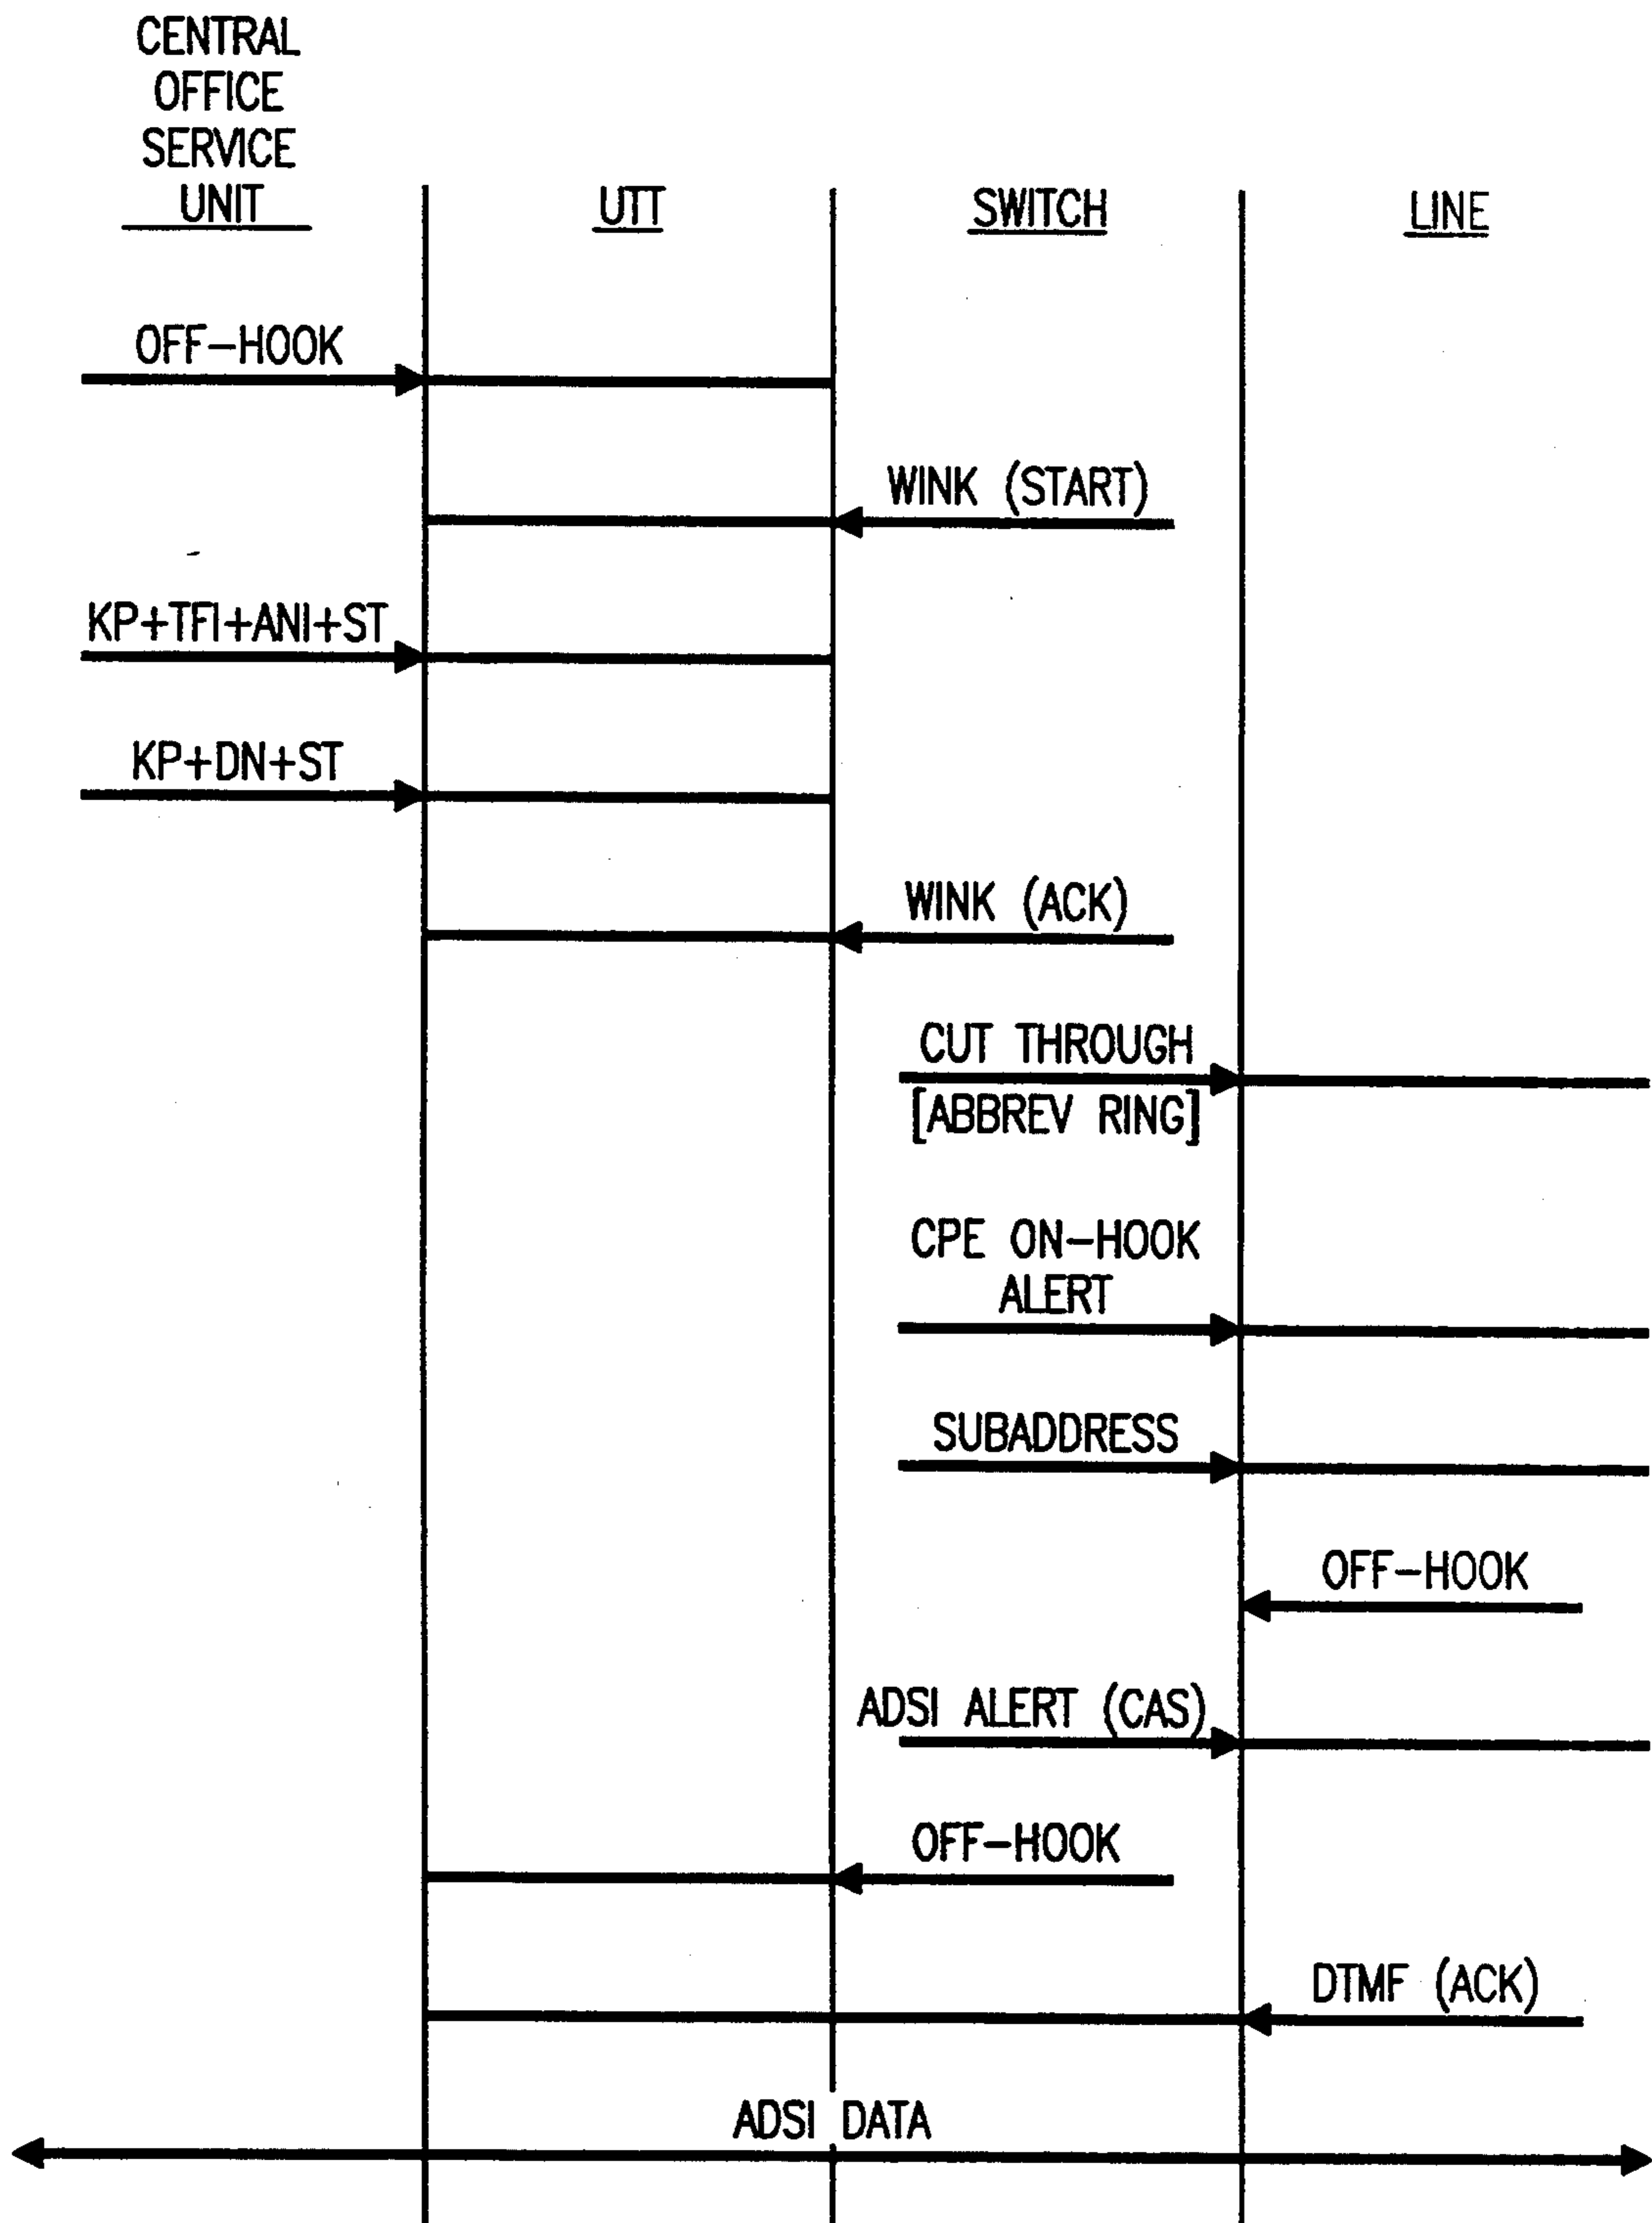 CENTRAL
OFFICE
SERVICE
UNIT
UTT
SWITCH
LINE
OFF-HOOK
WINK (START)
KP+TFI+ANI+ST
KP+DN+ST
WINK (ACK)
CUT THROUGH
[ABBREV RING]
CPE ON-HOOK
ALERT
SUBADDRESS
OFF-HOOK
ADSI ALERT (CAS)
OFF-HOOK
DTMF (ACK)
ADSI DATA